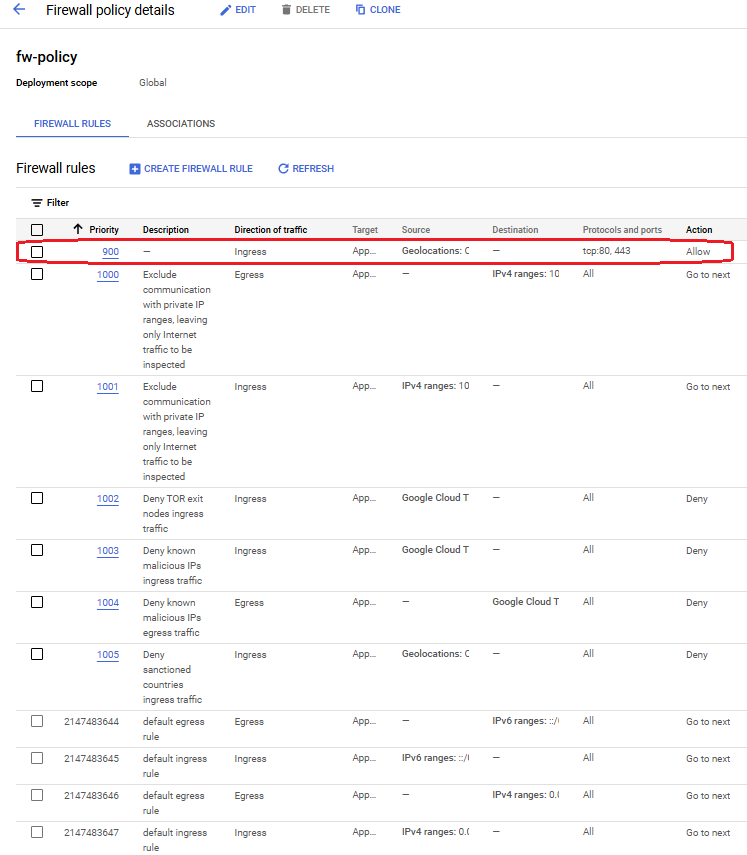 Firewall policy details EDIT DELETE CLONE
fw-policy
Deployment scope Global
FIREWALL RULES ASSOCIATIONS
Firewall rules CREATE FIREWALL RULE REFRESH
Filter
Priority Description Direction of traffic Target Source Destination Protocols and ports Action
900 — Ingress App... Geolocations: C — tcp:80, 443 Allow
1000 Exclude Egress App... — IPv4 ranges: 10 All Go to next
communication
with private IP
ranges, leaving
only Internet
traffic to be
inspected
1001 Exclude Ingress App... IPv4 ranges: 10 — All Go to next
communication
with private IP
ranges, leaving
only Internet
traffic to be
inspected
1002 Deny TOR exit Ingress App... Google Cloud T — All Deny
nodes ingress
traffic
1003 Deny known Ingress App... Google Cloud T — All Deny
malicious IPs
ingress traffic
1004 Deny known Egress App... — Google Cloud T All Deny
malicious IPs
egress traffic
1005 Deny Ingress App... Geolocations: C — All Deny
sanctioned
countries
ingress traffic
2147483644 default egress Egress App... — IPv6 ranges: ::/ All Go to next
rule
2147483645 default ingress Ingress App... IPv6 ranges: ::/ — All Go to next
rule
2147483646 default egress Egress App... — IPv4 ranges: 0.0 All Go to next
rule
2147483647 default ingress Ingress App... IPv4 ranges: 0.0 — All Go to next
rule